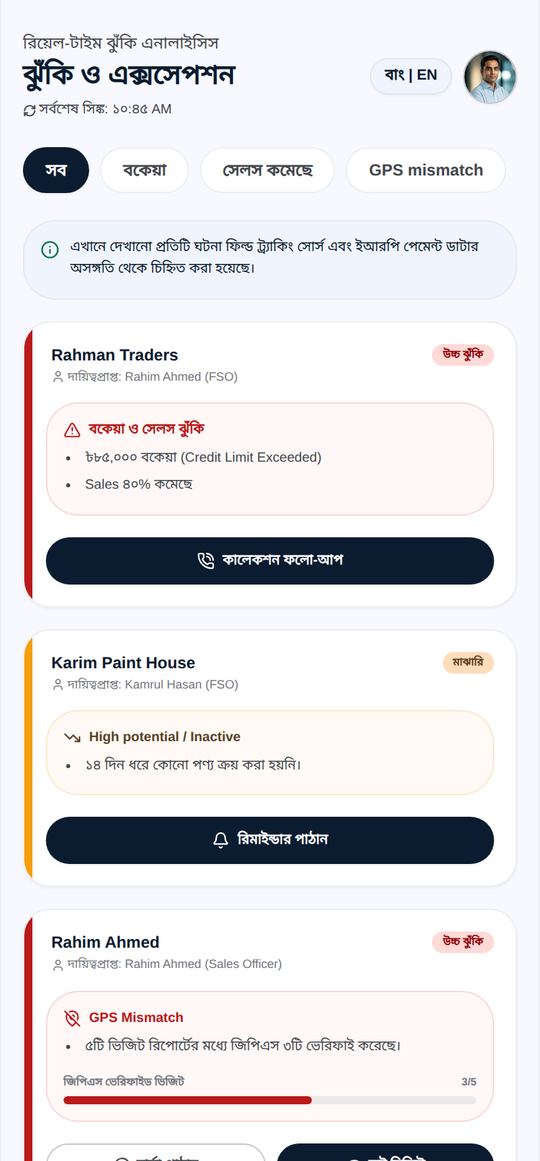 রিয়েল-টাইম ঝুঁকি এনালাইসিস
ঝুঁকি ও এক্সসেপশন
সর্বশেষ সিঙ্ক: ১০:৪৫ AM
বাং | EN
সব
বকেয়া
সেলস কমেছে
GPS mismatch
এখানে দেখানো প্রতিটি ঘটনা ফিল্ড ট্র্যাকিং সোর্স এবং ইআরপি পেমেন্ট ডাটার
অসঙ্গতি থেকে চিহ্নিত করা হয়েছে।
Rahman Traders
উচ্চ ঝুঁকি
দায়িত্বপ্রাপ্ত: Rahim Ahmed (FSO)
বকেয়া ও সেলস ঝুঁকি
৳৮৫,০০০ বকেয়া (Credit Limit Exceeded)
Sales ৪০% কমেছে
কালেকশন ফলো-আপ
Karim Paint House
মাঝারি
দায়িত্বপ্রাপ্ত: Kamrul Hasan (FSO)
High potential / Inactive
১৪ দিন ধরে কোনো পণ্য ক্রয় করা হয়নি।
রিমাইন্ডার পাঠান
Rahim Ahmed
উচ্চ ঝুঁকি
দায়িত্বপ্রাপ্ত: Rahim Ahmed (Sales Officer)
GPS Mismatch
৫টি ভিজিট রিপোর্টের মধ্যে জিপিএস ৩টি ভেরিফাই করেছে।
জিপিএস ভেরিফাইড ভিজিট
3/5